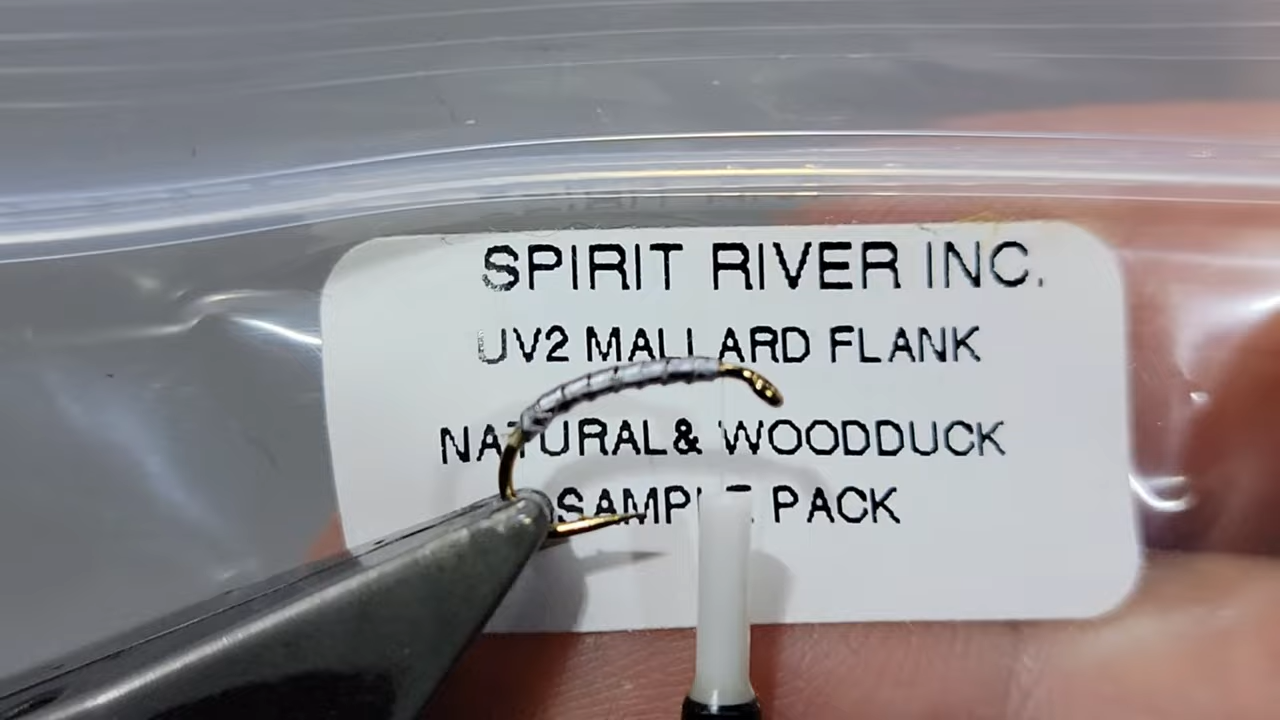 SPIRIT RIVER INC.
UV2 MALLARD FLANK
NATURAL & WOODDUCK
SAMPLE PACK